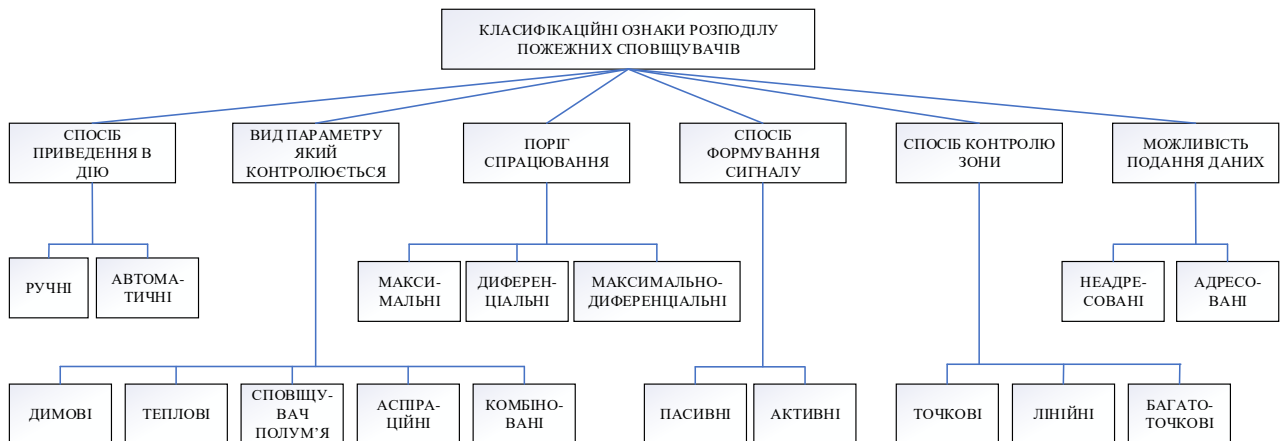 КЛАСИФІКАЦІЙНІ ОЗНАКИ РОЗПОДІЛУ
ПОЖЕЖНИХ СПОВІЩУВАЧІВ
СПОСІБ
ПРИВЕДЕННЯ В
ДІЮ
ВИД ПАРАМЕТРУ
ЯКИЙ
КОНТРОЛЮЄТЬСЯ
ПОРІГ
СПРАЦЮВАННЯ
СПОСІБ
ФОРМУВАННЯ
СИГНАЛУ
СПОСІБ КОНТРОЛЮ
ЗОНИ
МОЖЛИВІСТЬ
ПОДАННЯ ДАНИХ
РУЧНІ
АВТОМА-
ТИЧНІ
МАКСИ-
МАЛЬНІ
ДИФЕРЕН-
ЦІАЛЬНІ
МАКСИМАЛЬНО-
ДИФЕРЕНЦІАЛЬНІ
НЕАДРЕ-
СОВАНІ
АДРЕСО-
ВАНІ
ДИМОВІ
ТЕПЛОВІ
СПОВІЩУ-
ВАЧ
ПОЛУМ’Я
АСПІРА-
ЦІЙНІ
КОМБІНО-
ВАНІ
ПАСИВНІ
АКТИВНІ
ТОЧКОВІ
ЛІНІЙНІ
БАГАТО-
ТОЧКОВІ